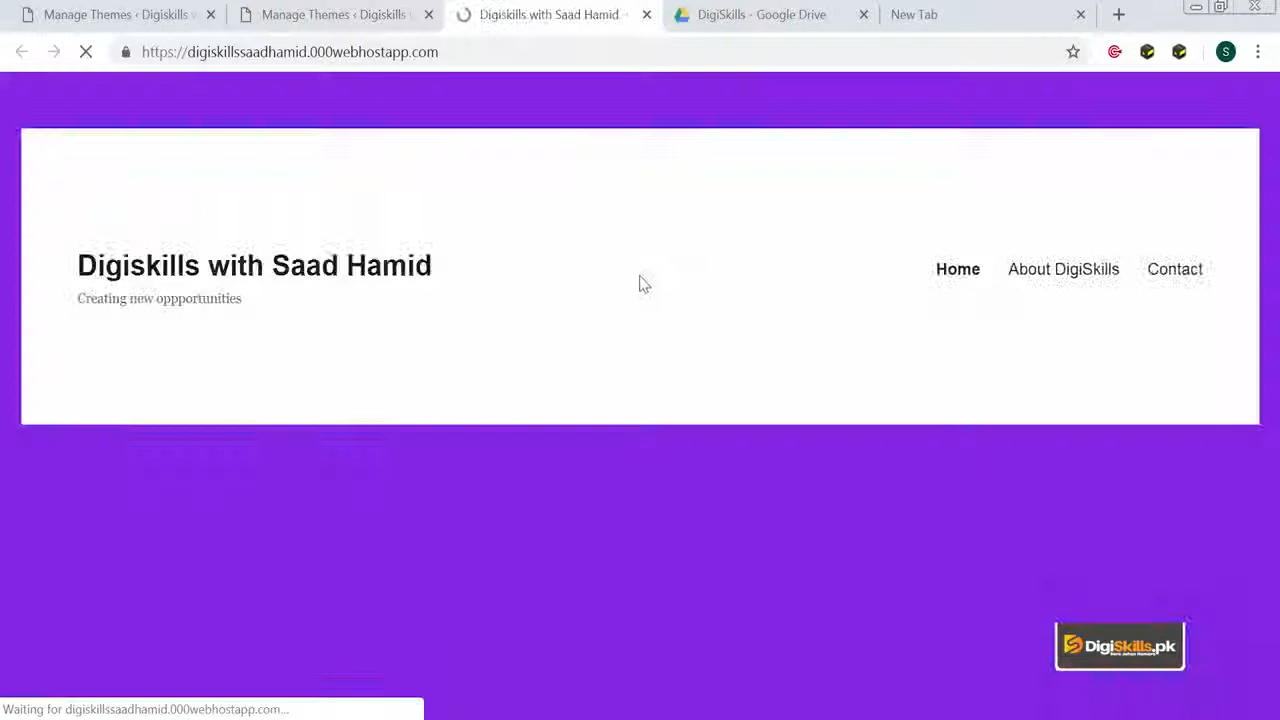 Manage Themes ‹ Digiskills
Manage Themes ‹ Digiskills
Digiskills with Saad Hamid
DigiSkills - Google Drive
New Tab
https://digiskillssaadhamid.000webhostapp.com
S
Digiskills with Saad Hamid
Creating new oppportunities
Home
About DigiSkills
Contact
DigiSkills.pk
Waiting for digiskillssaadhamid.000webhostapp.com...